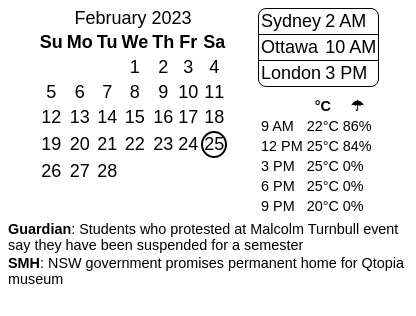 February 2023
Su Mo Tu We Th Fr Sa
1 2 3 4
5 6 7 8 9 10 11
12 13 14 15 16 17 18
19 20 21 22 23 24 25
26 27 28
Sydney 2 AM
Ottawa 10 AM
London 3 PM
°C ☂
9 AM 22°C 86%
12 PM 25°C 84%
3 PM 25°C 0%
6 PM 25°C 0%
9 PM 20°C 0%
Guardian: Students who protested at Malcolm Turnbull event
say they have been suspended for a semester
SMH: NSW government promises permanent home for Qtopia
museum